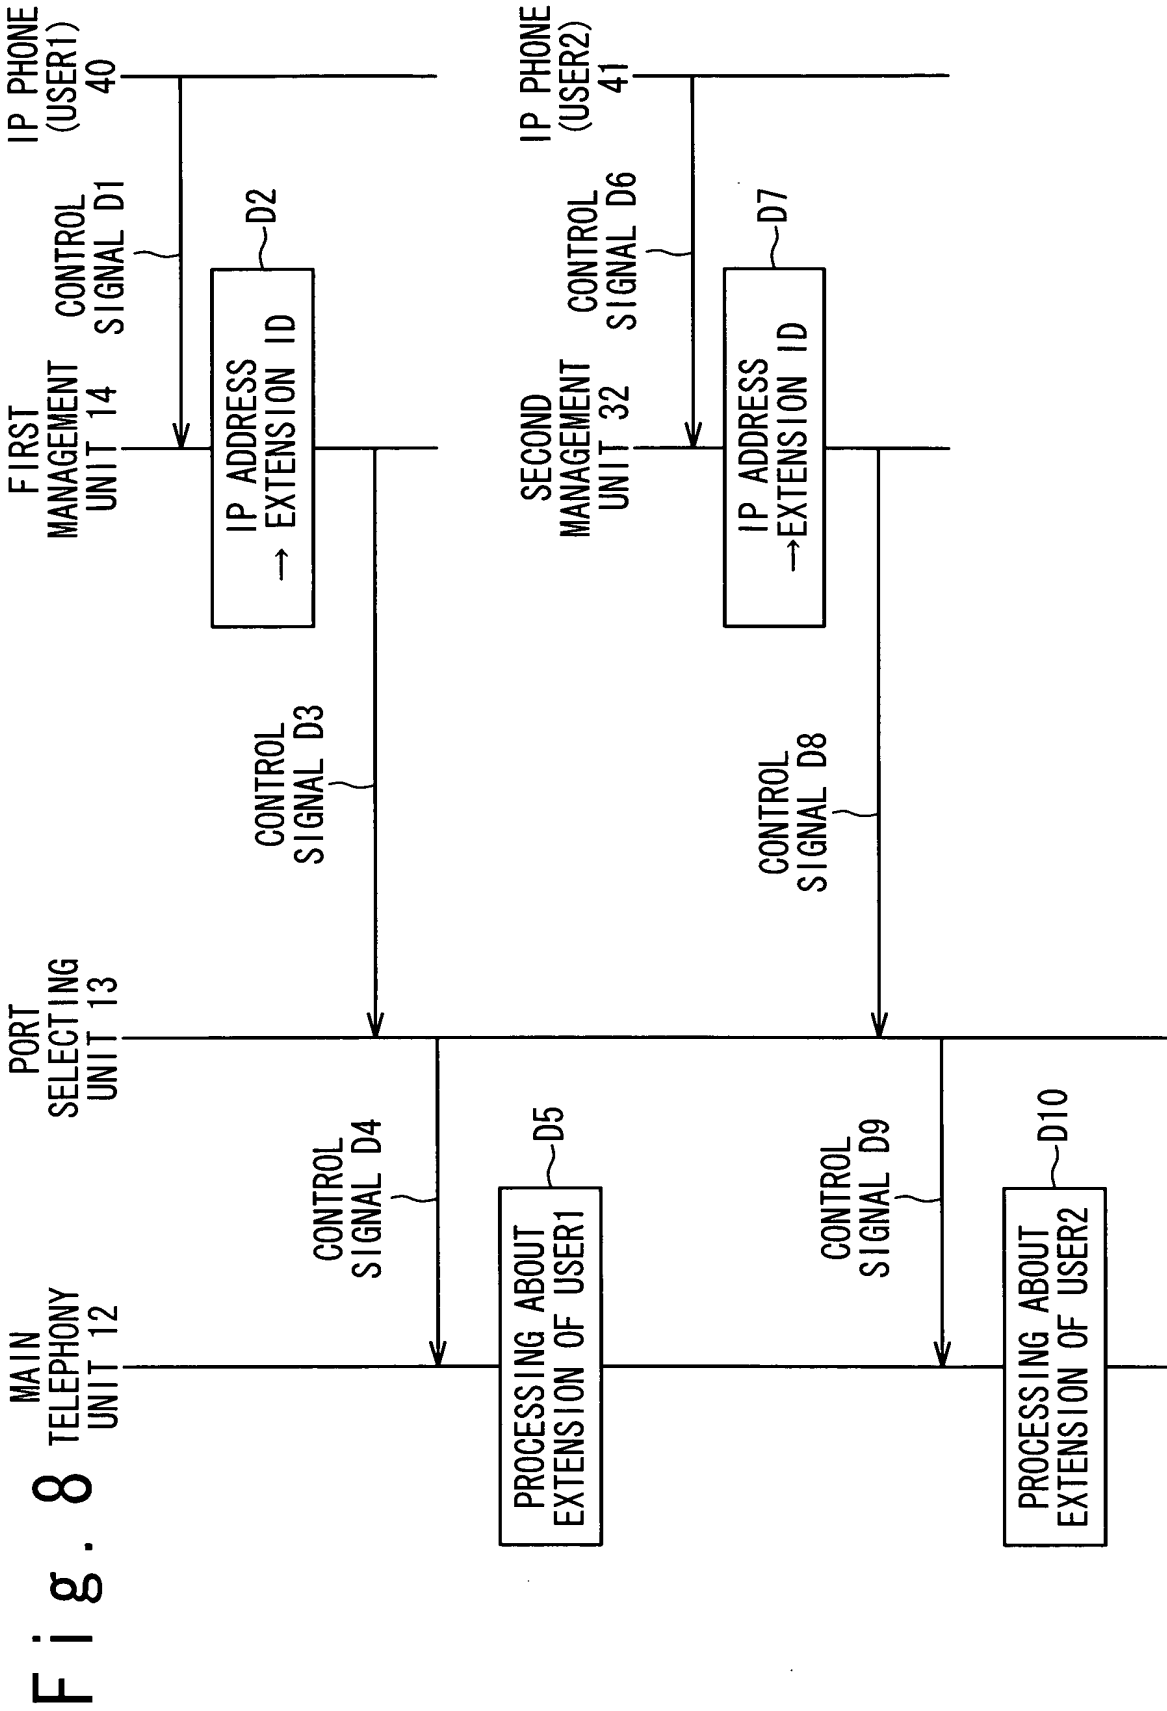 Fig. 8
MAIN
TELEPHONY
UNIT 12
PORT
SELECTING
UNIT 13
FIRST
MANAGEMENT
UNIT 14
IP PHONE
(USER1)
40
CONTROL
SIGNAL D1
IP ADDRESS
→ EXTENSION ID
D2
CONTROL
SIGNAL D3
CONTROL
SIGNAL D4
PROCESSING ABOUT
EXTENSION OF USER1
D5
SECOND
MANAGEMENT
UNIT 32
IP PHONE
(USER2)
41
CONTROL
SIGNAL D6
IP ADDRESS
→EXTENSION ID
D7
CONTROL
SIGNAL D8
CONTROL
SIGNAL D9
PROCESSING ABOUT
EXTENSION OF USER2
D10